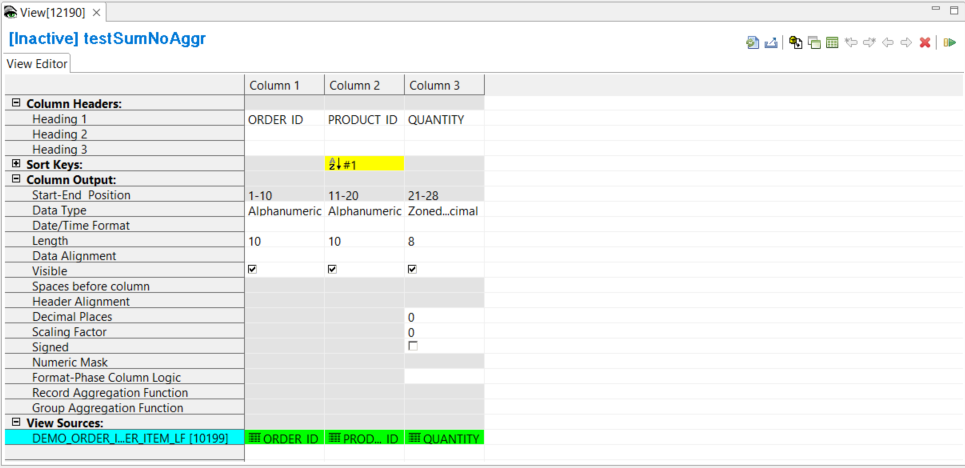 View[12190]
[Inactive] testSumNoAggr
View Editor
Column 1 Column 2 Column 3
Column Headers:
Heading 1 ORDER ID PRODUCT ID QUANTITY
Heading 2
Heading 3
Sort Keys: #1
Column Output:
Start-End Position 1-10 11-20 21-28
Data Type Alphanumeric Alphanumeric Zoned...cimal
Date/Time Format
Length 10 10 8
Data Alignment
Visible
Spaces before column
Header Alignment
Decimal Places 0
Scaling Factor 0
Signed
Numeric Mask
Format-Phase Column Logic
Record Aggregation Function
Group Aggregation Function
View Sources:
DEMO_ORDER_I...ER_ITEM_LF [10199] ORDER_ID PROD..._ID QUANTITY